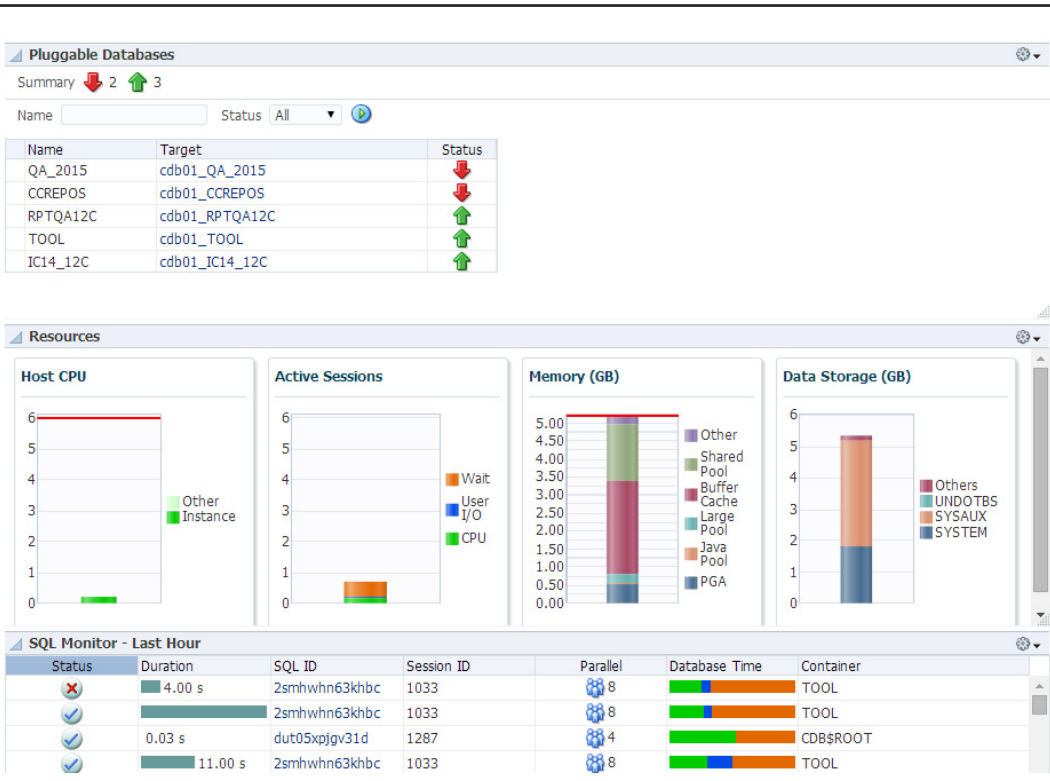 Pluggable Databases
Summary 2 3
Name Status All
Name Target Status
QA_2015 cdb01_QA_2015
CCREPOS cdb01_CCREPOS
RPTQA12C cdb01_RPTQA12C
TOOL cdb01_TOOL
IC14_12C cdb01_IC14_12C
Resources
Host CPU
6
5
4
3
2
1
0
Other
Instance
Active Sessions
6
5
4
3
2
1
0
Wait
User
I/O
CPU
Memory (GB)
5.00
4.50
4.00
3.50
3.00
2.50
2.00
1.50
1.00
0.50
0.00
Other
Shared
Pool
Buffer
Cache
Large
Pool
Java
Pool
PGA
Data Storage (GB)
6
5
4
3
2
1
0
Others
UNDOTBS
SYSAUX
SYSTEM
SQL Monitor - Last Hour
Status Duration SQL ID Session ID Parallel Database Time Container
4.00 s 2smhwhn63khbc 1033 8 TOOL
2smhwhn63khbc 1033 8 TOOL
0.03 s dut05xpjgv31d 1287 4 CDB$ROOT
11.00 s 2smhwhn63khbc 1033 8 TOOL